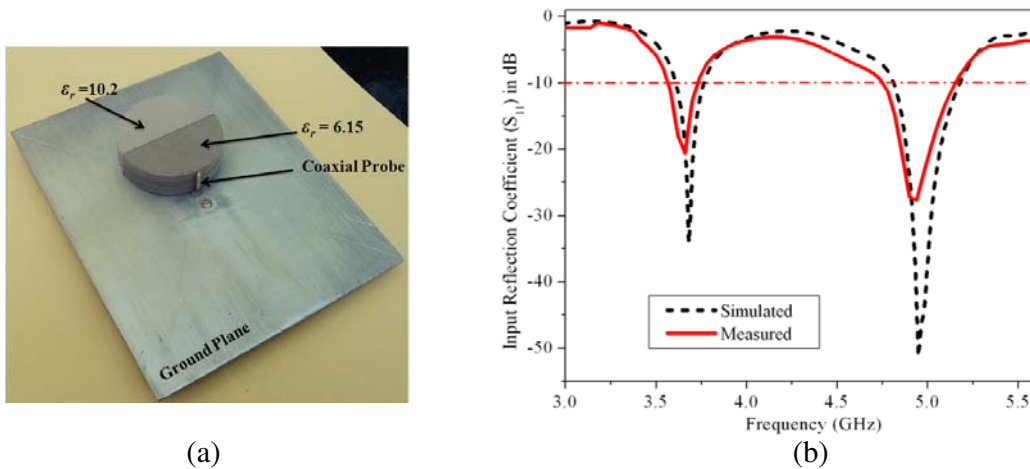 εr =10.2
εr = 6.15
Coaxial Probe
Ground Plane
(a)
Input Reflection Coefficient (S11) in dB
0
-10
-20
-30
-40
-50
Simulated
Measured
3.0 3.5 4.0 4.5 5.0 5.5
Frequency (GHz)
(b)